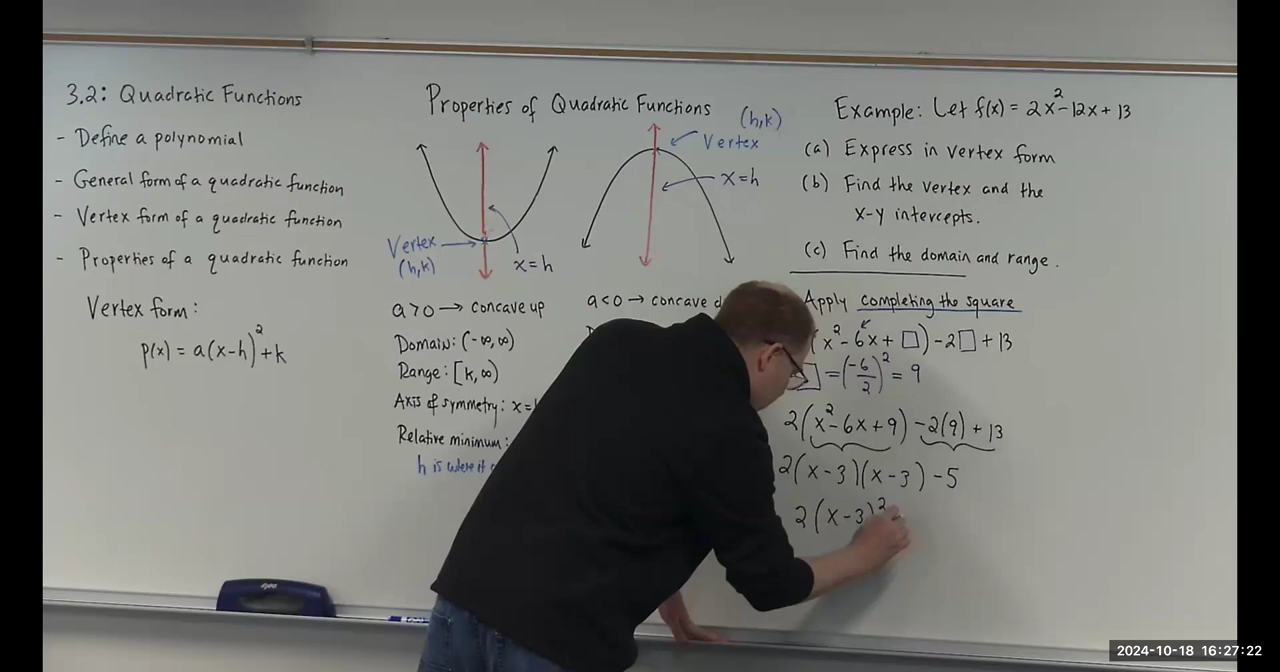 3.2: Quadratic Functions
- Define a polynomial
- General form of a quadratic function
- Vertex form of a quadratic function
- Properties of a quadratic function
Vertex form:
p(x) = a(x-h)²+k
Properties of Quadratic Functions
(h,k)
Vertex
x=h
Vertex
(h,k)
x=h
a>0 → concave up
Domain: (-∞,∞)
Range: [k,∞)
Axis of symmetry: x=
Relative minimum:
h is where it
a<0 → concave
Example: Let f(x) = 2x²-12x+13
(a) Express in vertex form
(b) Find the vertex and the
x-y intercepts.
(c) Find the domain and range.
Apply completing the square
(x²-6x+□)-2□+13
□=(-6/2)²=9
2(x²-6x+9)-2(9)+13
2(x-3)(x-3)-5
2(x-3)²
expo
2024-10-18 16:27:22